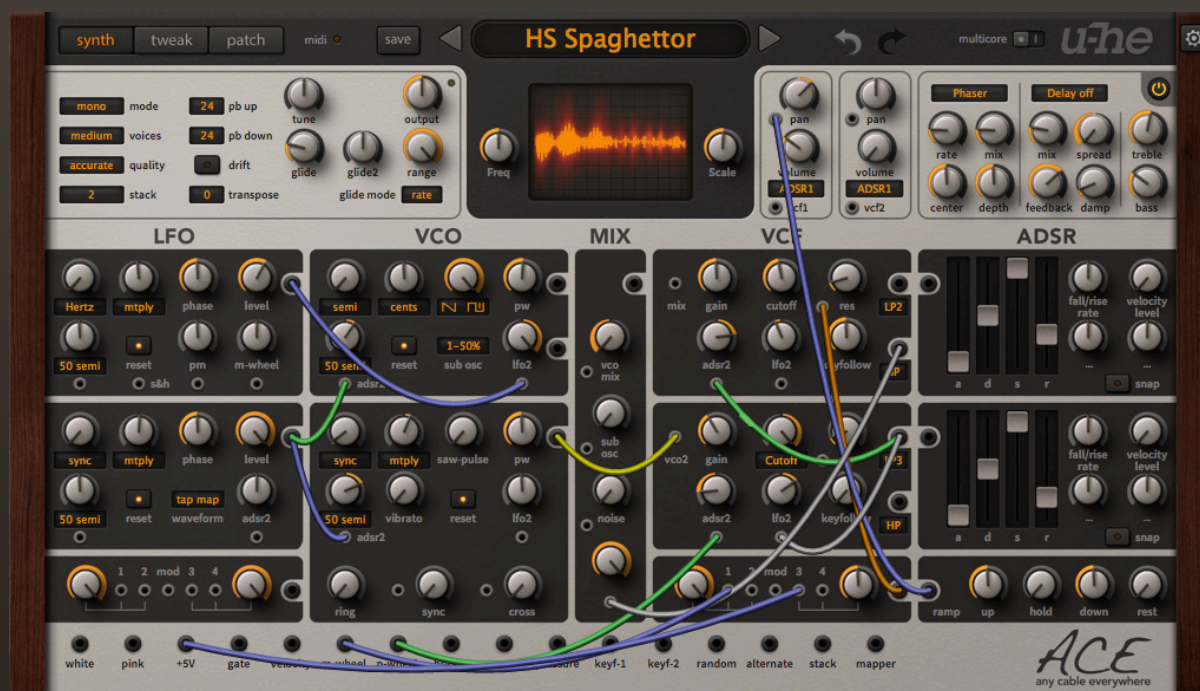 synth tweak patch midi save HS Spaghettor multicore u-he
mono mode 24 pb up tune output
medium voices 24 pb down
accurate quality drift glide glide2 range
2 stack 0 transpose glide mode rate
Freq Scale
pan pan
volume volume
ADSR1 ADSR1
vcf1 vcf2
Phaser Delay off
rate mix mix spread treble
center depth feedback damp bass
LFO VCO MIX VCF ADSR
Hertz mtply phase level
50 semi reset pm m-wheel
s&h
semi cents pw
50 semi reset 1-50% sub osc lfo2
adsr2
vco mix
mix gain cutoff res LP2
adsr2 lfo2 keyfollow
fall/rise rate velocity level
... ...
a d s r snap
sync mtply phase level
50 semi reset tap map waveform adsr2
sync mtply saw-pulse pw
50 semi vibrato reset lfo2
adsr2
sub osc
noise
vco2 gain Cutoff LP3
adsr2 lfo2 keyfollow HP
fall/rise rate velocity level
... ...
a d s r snap
1 2 mod 3 4
ring sync cross
1 2 mod 3 4
ramp up hold down rest
white pink +5V gate velocity m-wheel keyf-1 keyf-2 random alternate stack mapper
ACE
any cable everywhere